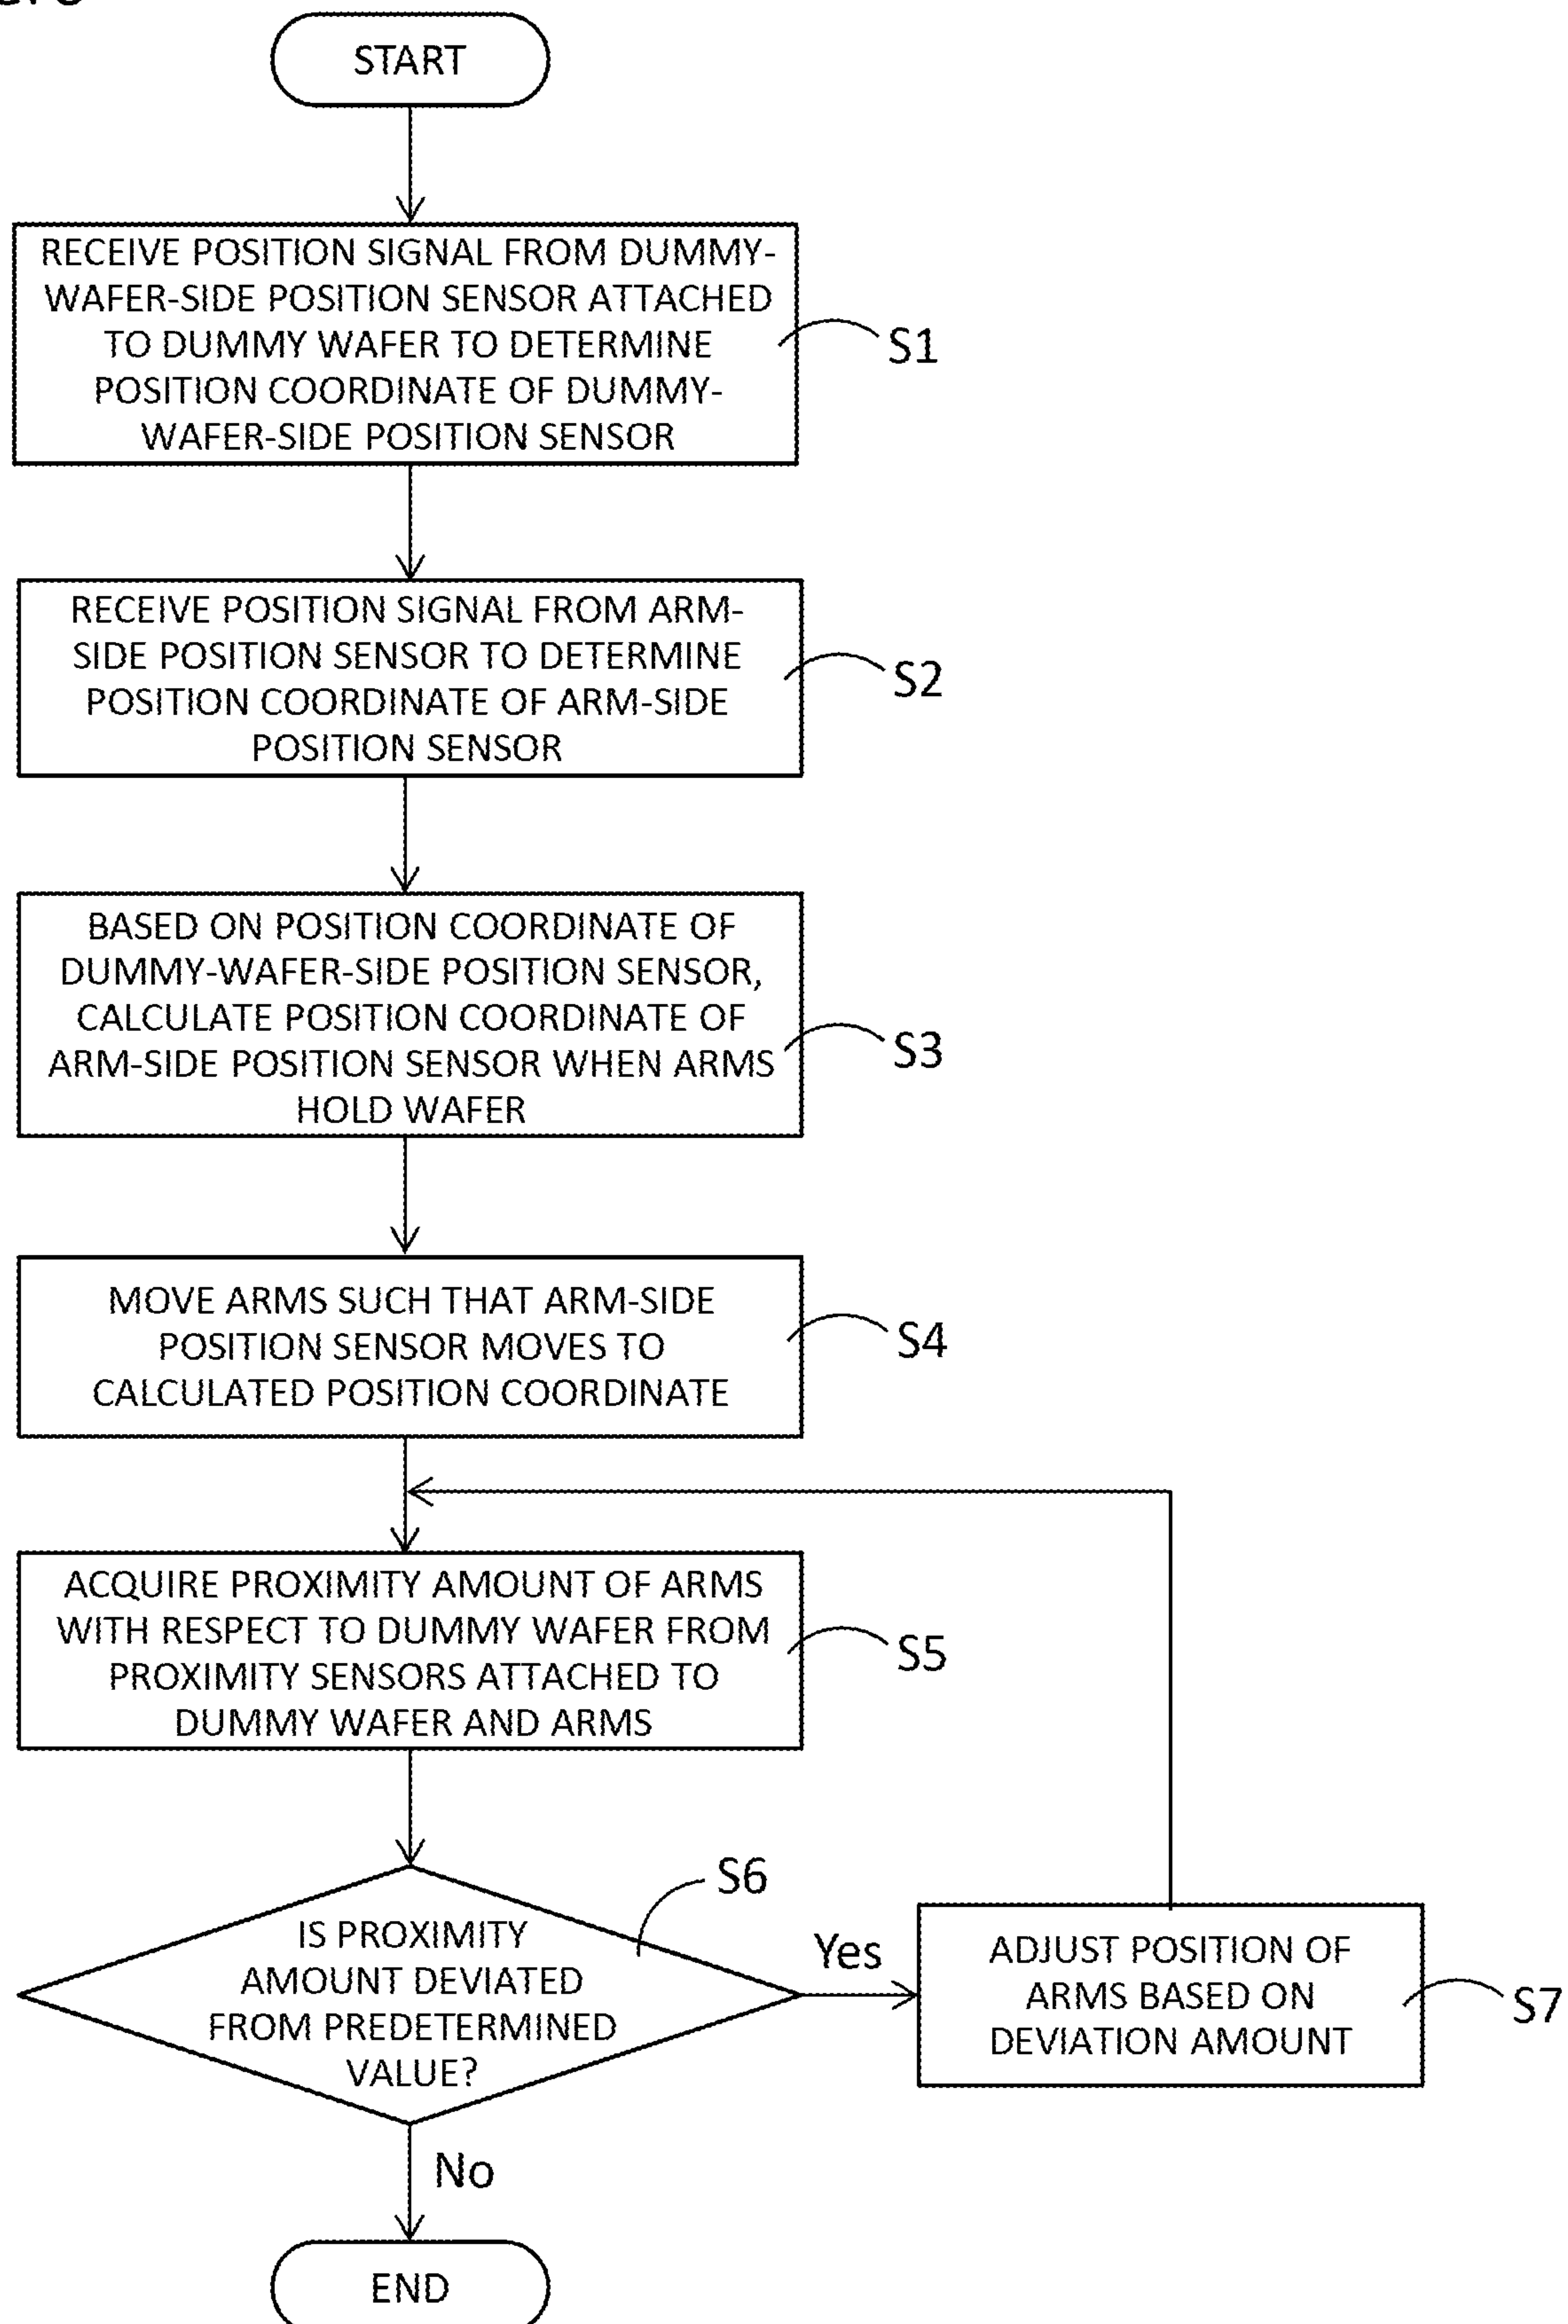 START
RECEIVE POSITION SIGNAL FROM DUMMY-
WAFER-SIDE POSITION SENSOR ATTACHED
TO DUMMY WAFER TO DETERMINE
POSITION COORDINATE OF DUMMY-
WAFER-SIDE POSITION SENSOR
S1
RECEIVE POSITION SIGNAL FROM ARM-
SIDE POSITION SENSOR TO DETERMINE
POSITION COORDINATE OF ARM-SIDE
POSITION SENSOR
S2
BASED ON POSITION COORDINATE OF
DUMMY-WAFER-SIDE POSITION SENSOR,
CALCULATE POSITION COORDINATE OF
ARM-SIDE POSITION SENSOR WHEN ARMS
HOLD WAFER
S3
MOVE ARMS SUCH THAT ARM-SIDE
POSITION SENSOR MOVES TO
CALCULATED POSITION COORDINATE
S4
ACQUIRE PROXIMITY AMOUNT OF ARMS
WITH RESPECT TO DUMMY WAFER FROM
PROXIMITY SENSORS ATTACHED TO
DUMMY WAFER AND ARMS
S5
IS PROXIMITY
AMOUNT DEVIATED
FROM PREDETERMINED
VALUE?
S6
Yes
ADJUST POSITION OF
ARMS BASED ON
DEVIATION AMOUNT
S7
No
END